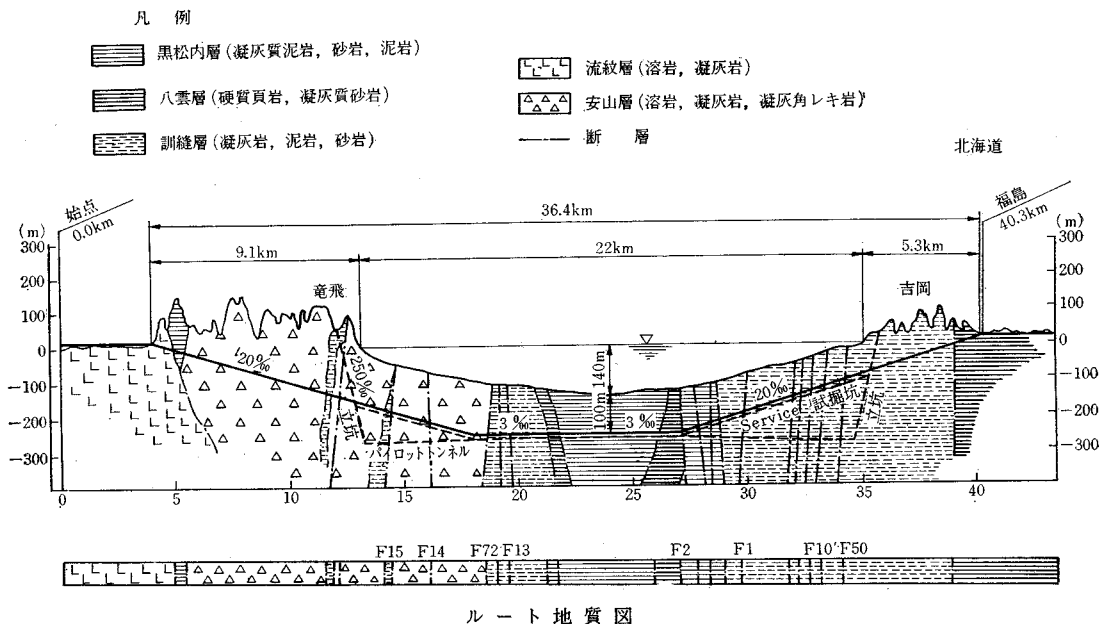 凡 例
黒松内層(凝灰質泥岩, 砂岩, 泥岩)
八雲層(硬質頁岩, 凝灰質砂岩)
訓縫層(凝灰岩, 泥岩, 砂岩)
流紋層(溶岩, 凝灰岩)
安山層(溶岩, 凝灰岩, 凝灰角レキ岩)
断 層
北海道
始点
0.0km
福島
40.3km
36.4km
(m)
(m)
9.1km
22km
5.3km
竜飛
吉岡
300
200
100
0
-100
-200
-300
300
200
100
0
-100
-200
-300
20‰
250‰
立坑
パイロットトンネル
3‰
140m
100m
3‰
20‰
Service
試掘坑
立坑
0 5 10 15 20 25 30 35 40
F15 F14 F72 F13 F2 F1 F10' F50
ルート地質図